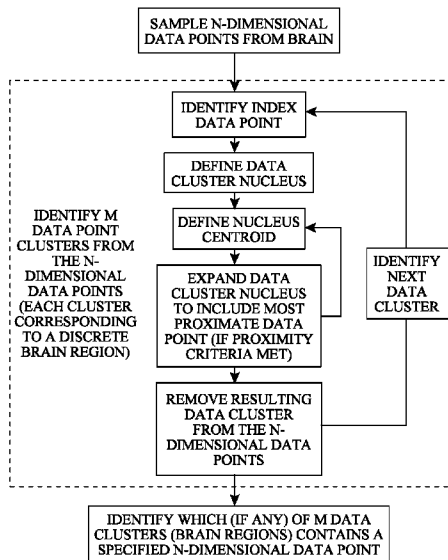 SAMPLE N-DIMENSIONAL
DATA POINTS FROM BRAIN
IDENTIFY INDEX
DATA POINT
DEFINE DATA
CLUSTER NUCLEUS
DEFINE NUCLEUS
CENTROID
IDENTIFY M
DATA POINT
CLUSTERS FROM
THE N-
DIMENSIONAL
DATA POINTS
(EACH CLUSTER
CORRESPONDING
TO A DISCRETE
BRAIN REGION)
EXPAND DATA
CLUSTER NUCLEUS
TO INCLUDE MOST
PROXIMATE DATA
POINT (IF PROXIMITY
CRITERIA MET)
IDENTIFY
NEXT
DATA
CLUSTER
REMOVE RESULTING
DATA CLUSTER
FROM THE N-
DIMENSIONAL DATA
POINTS
IDENTIFY WHICH (IF ANY) OF M DATA
CLUSTERS (BRAIN REGIONS) CONTAINS A
SPECIFIED N-DIMENSIONAL DATA POINT